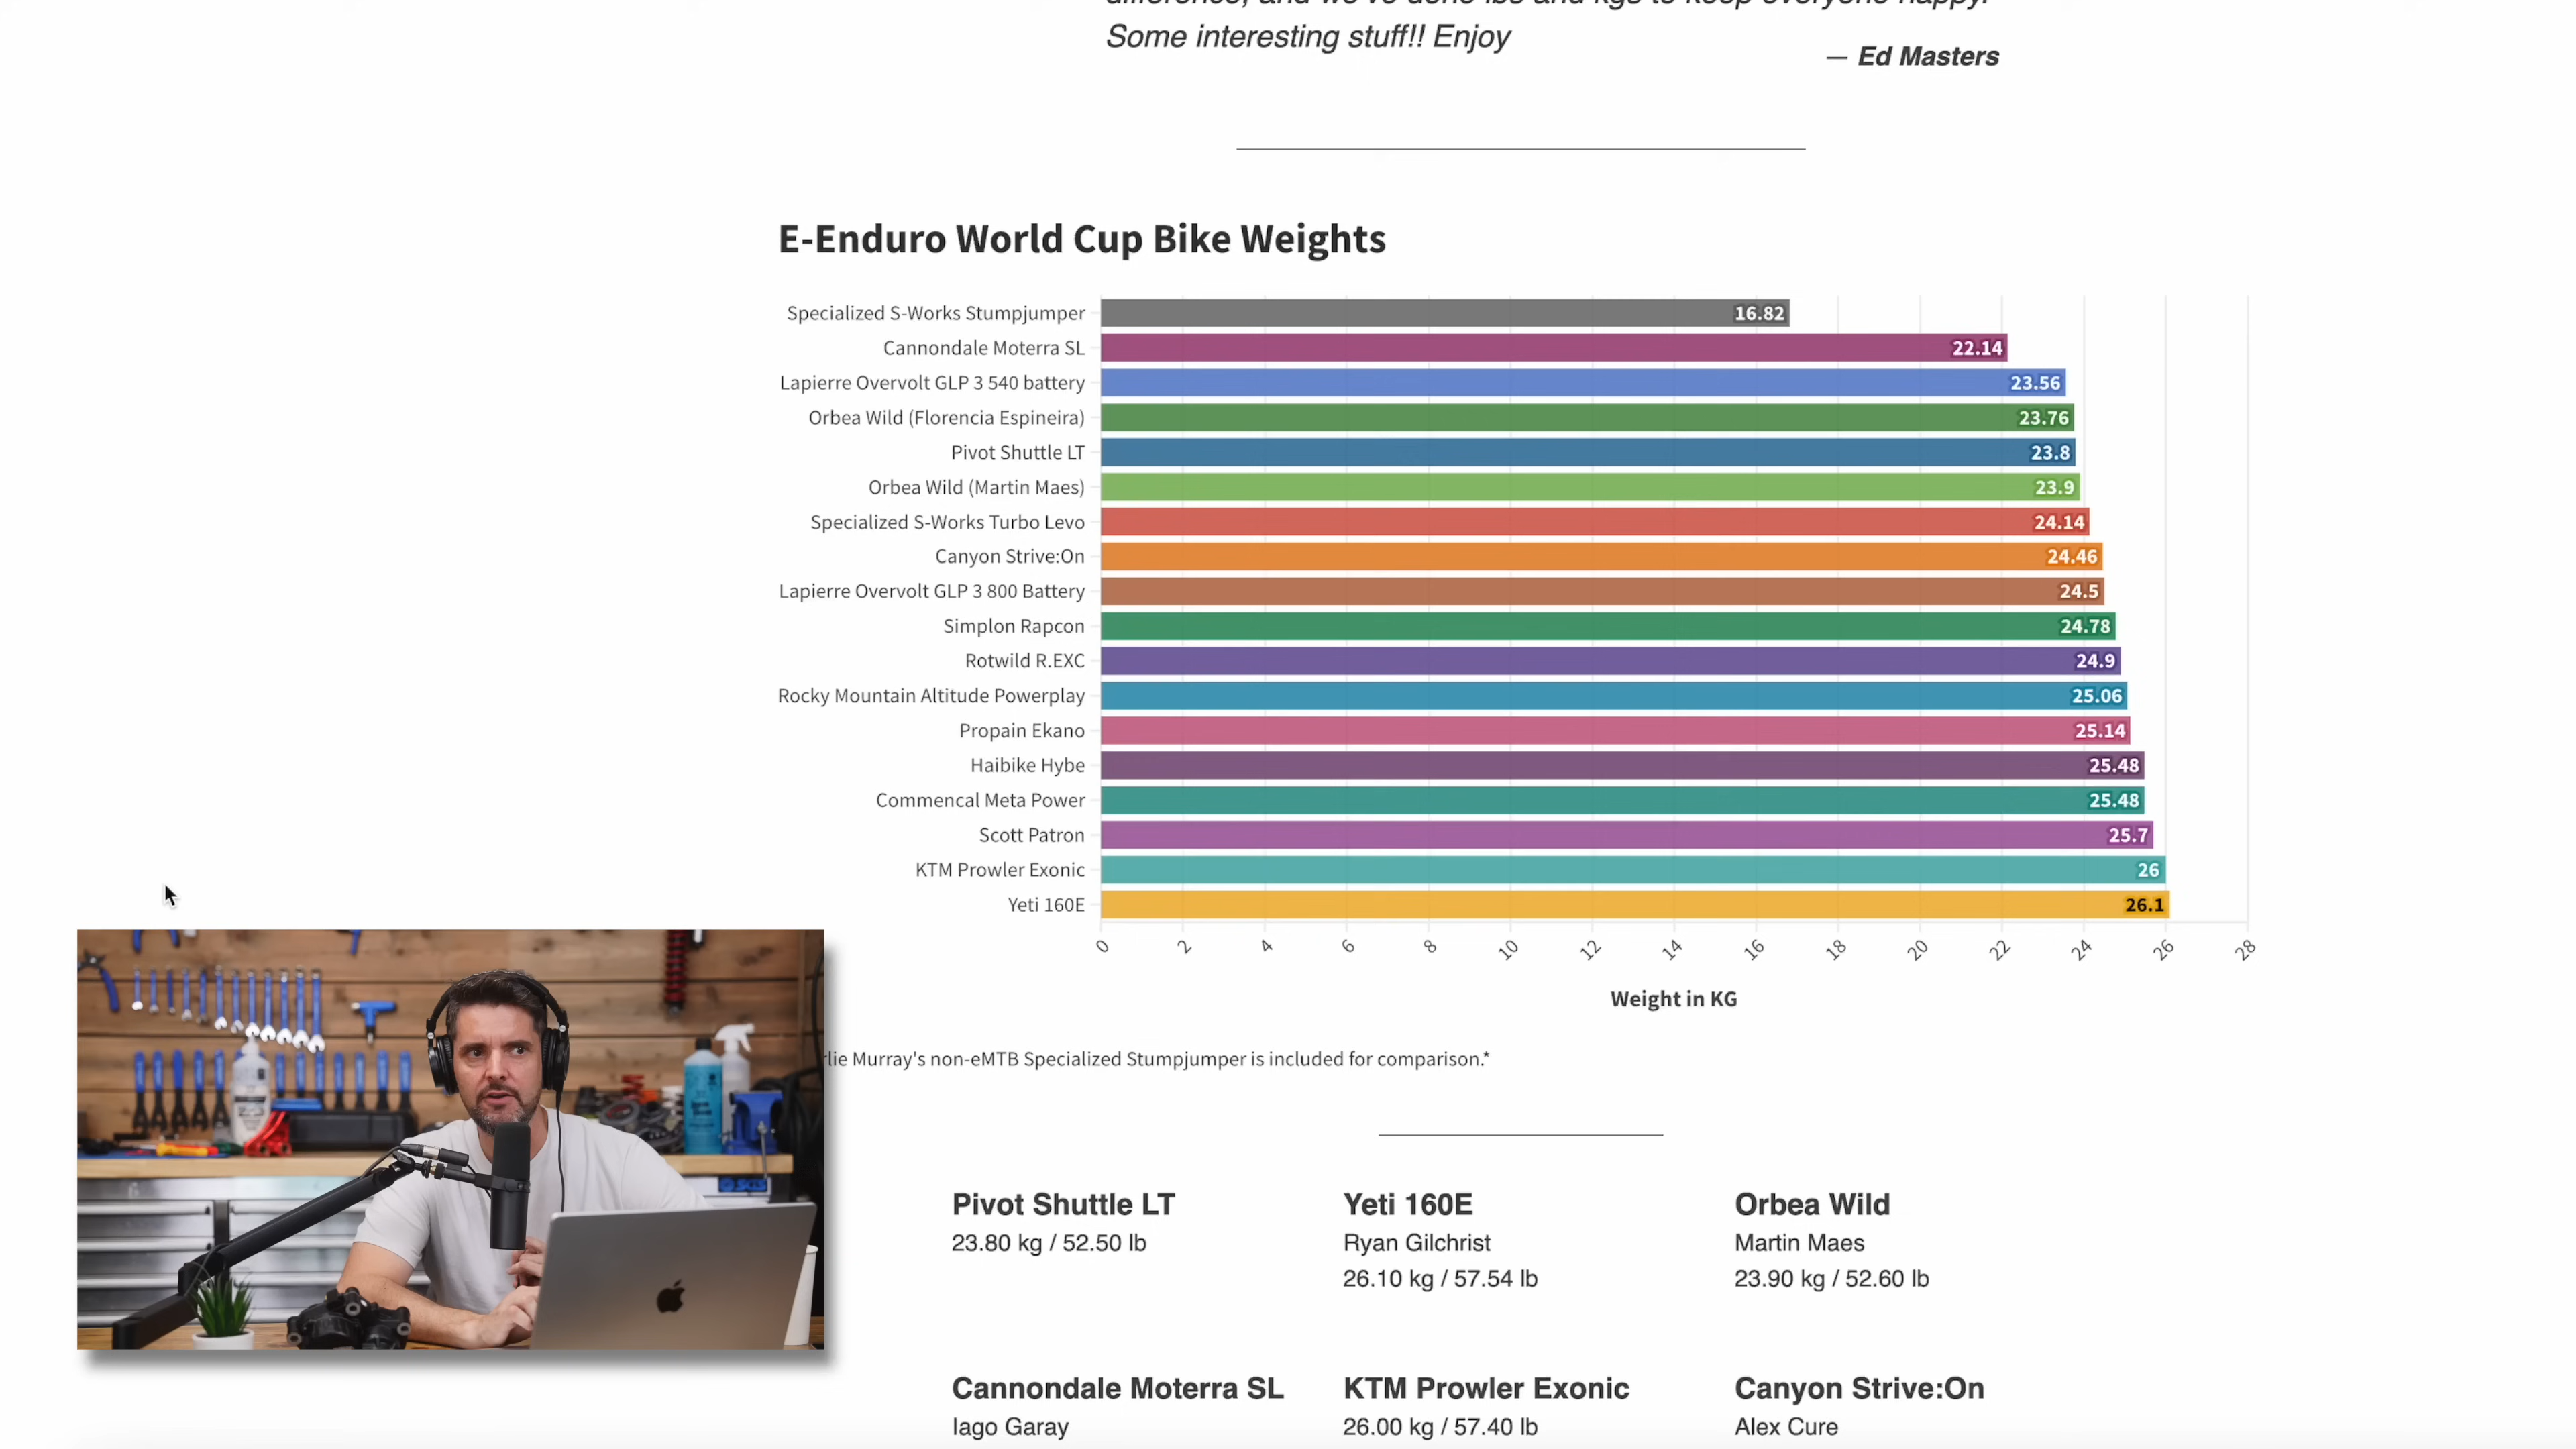 Some interesting stuff!! Enjoy
— Ed Masters
E-Enduro World Cup Bike Weights
Specialized S-Works Stumpjumper 16.82
Cannondale Moterra SL 22.14
Lapierre Overvolt GLP 3 540 battery 23.56
Orbea Wild (Florencia Espineira) 23.76
Pivot Shuttle LT 23.8
Orbea Wild (Martin Maes) 23.9
Specialized S-Works Turbo Levo 24.14
Canyon Strive:On 24.46
Lapierre Overvolt GLP 3 800 Battery 24.5
Simplon Rapcon 24.78
Rotwild R.EXC 24.9
Rocky Mountain Altitude Powerplay 25.06
Propain Ekano 25.14
Haibike Hybe 25.48
Commencal Meta Power 25.48
Scott Patron 25.7
KTM Prowler Exonic 26
Yeti 160E 26.1
0 2 4 6 8 10 12 14 16 18 20 22 24 26 28
Weight in KG
lie Murray's non-eMTB Specialized Stumpjumper is included for comparison.*
SGS
Pivot Shuttle LT
23.80 kg / 52.50 lb
Yeti 160E
Ryan Gilchrist
26.10 kg / 57.54 lb
Orbea Wild
Martin Maes
23.90 kg / 52.60 lb
Cannondale Moterra SL
Iago Garay
KTM Prowler Exonic
26.00 kg / 57.40 lb
Canyon Strive:On
Alex Cure